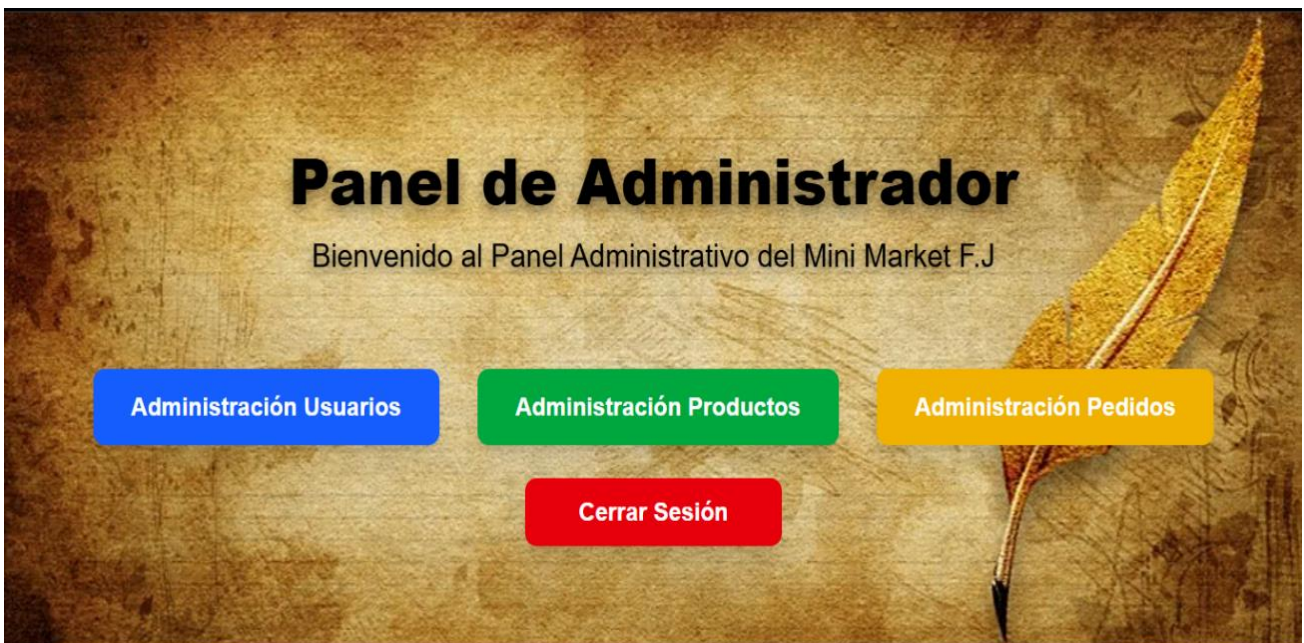 Panel de Administrador
Bienvenido al Panel Administrativo del Mini Market F.J
Administración Usuarios
Administración Productos
Administración Pedidos
Cerrar Sesión